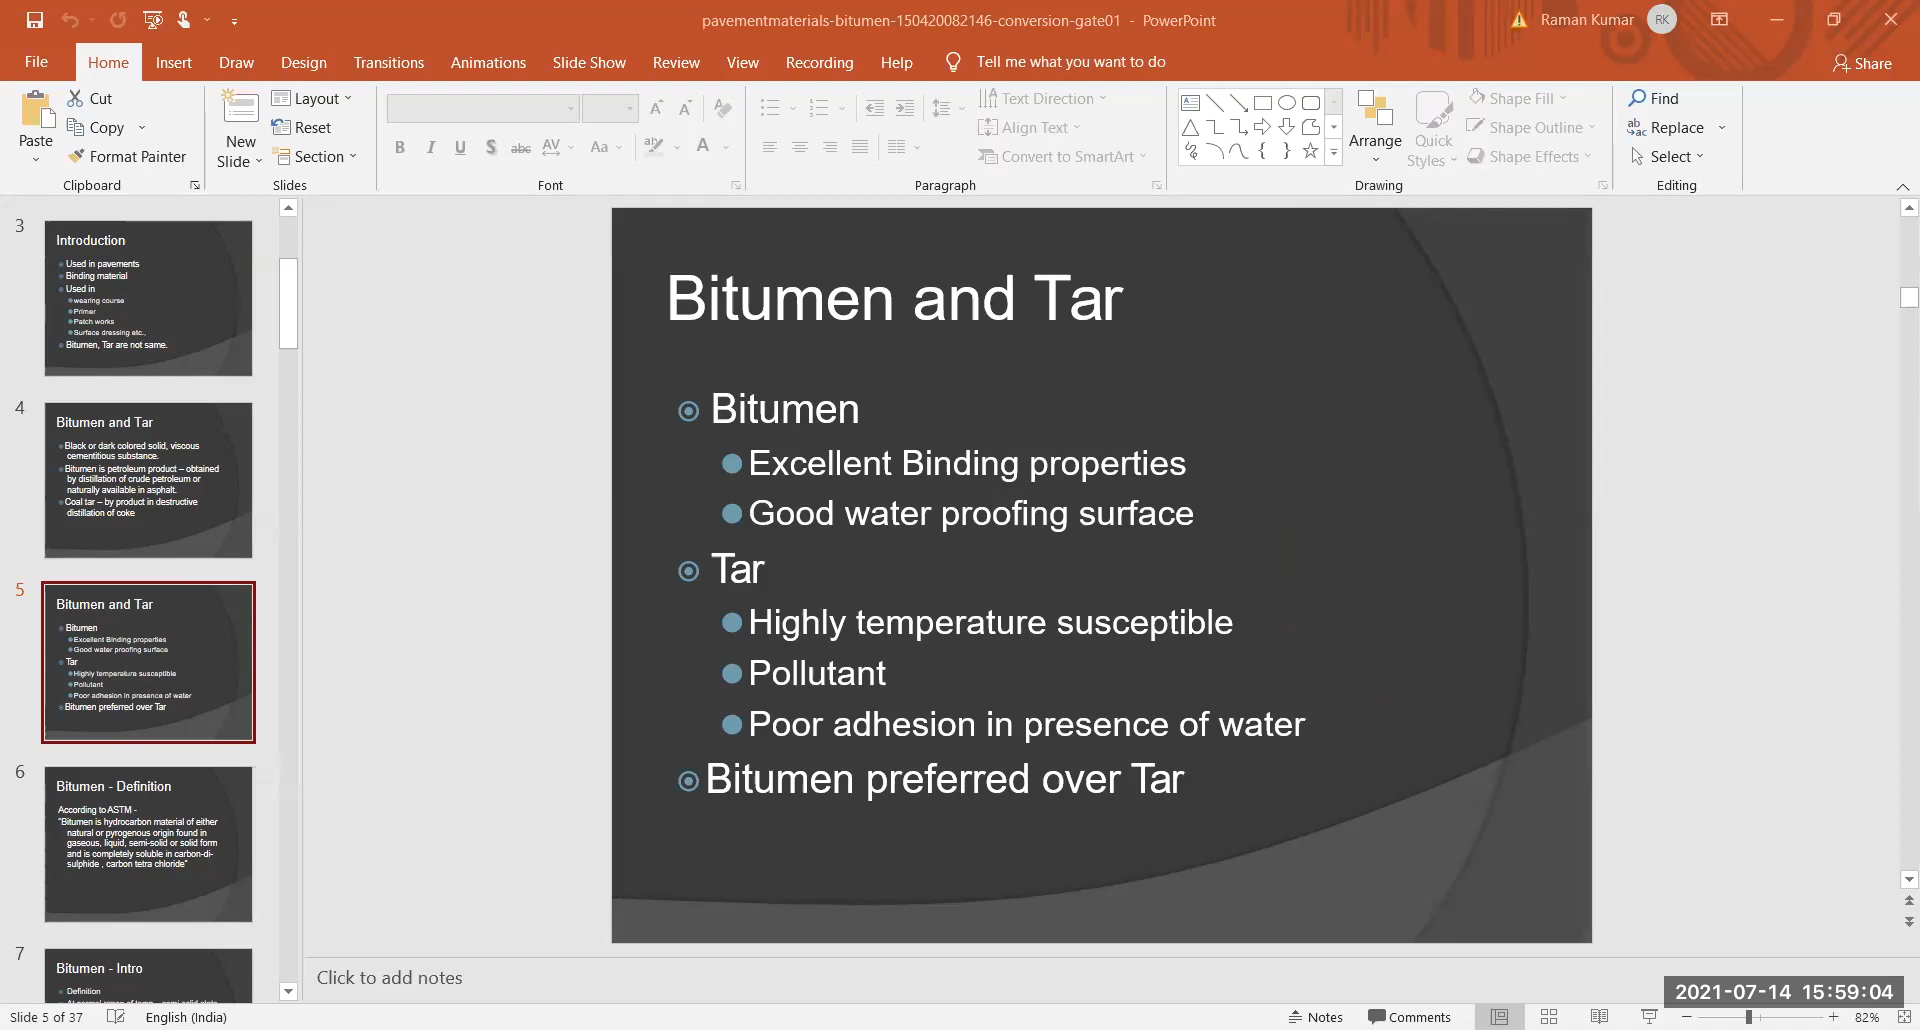 pavementmaterials-bitumen-150420082146-conversion-gate01 - PowerPoint
Raman Kumar RK
File Home Insert Draw Design Transitions Animations Slide Show Review View Recording Help Tell me what you want to do Share
Paste
Cut
Copy
Format Painter
Clipboard
New Slide
Layout
Reset
Section
Slides
B I U S abc AV Aa A
Font
Text Direction
Align Text
Convert to SmartArt
Paragraph
Arrange
Quick Styles
Shape Fill
Shape Outline
Shape Effects
Drawing
Find
Replace
Select
Editing
3
Introduction
Used in pavements
Binding material
Used in
wearing course
Primer
Patch works
Surface dressing etc.,
Bitumen, Tar are not same.
4
Bitumen and Tar
Black or dark colored solid, viscous
cementitious substance.
Bitumen is petroleum product – obtained
by distillation of crude petroleum or
naturally available in asphalt.
Coal tar – by product in destructive
distillation of coke
5
Bitumen and Tar
Bitumen
Excellent Binding properties
Good water proofing surface
Tar
Highly temperature susceptible
Pollutant
Poor adhesion in presence of water
Bitumen preferred over Tar
6
Bitumen - Definition
According to ASTM -
"Bitumen is hydrocarbon material of either
natural or pyrogenous origin found in
gaseous, liquid, semi-solid or solid form
and is completely soluble in carbon-di-
sulphide , carbon tetra chloride"
7
Bitumen - Intro
Definition
Bitumen and Tar
Bitumen
Excellent Binding properties
Good water proofing surface
Tar
Highly temperature susceptible
Pollutant
Poor adhesion in presence of water
Bitumen preferred over Tar
Click to add notes
2021-07-14 15:59:04
Slide 5 of 37 English (India) Notes Comments 82%